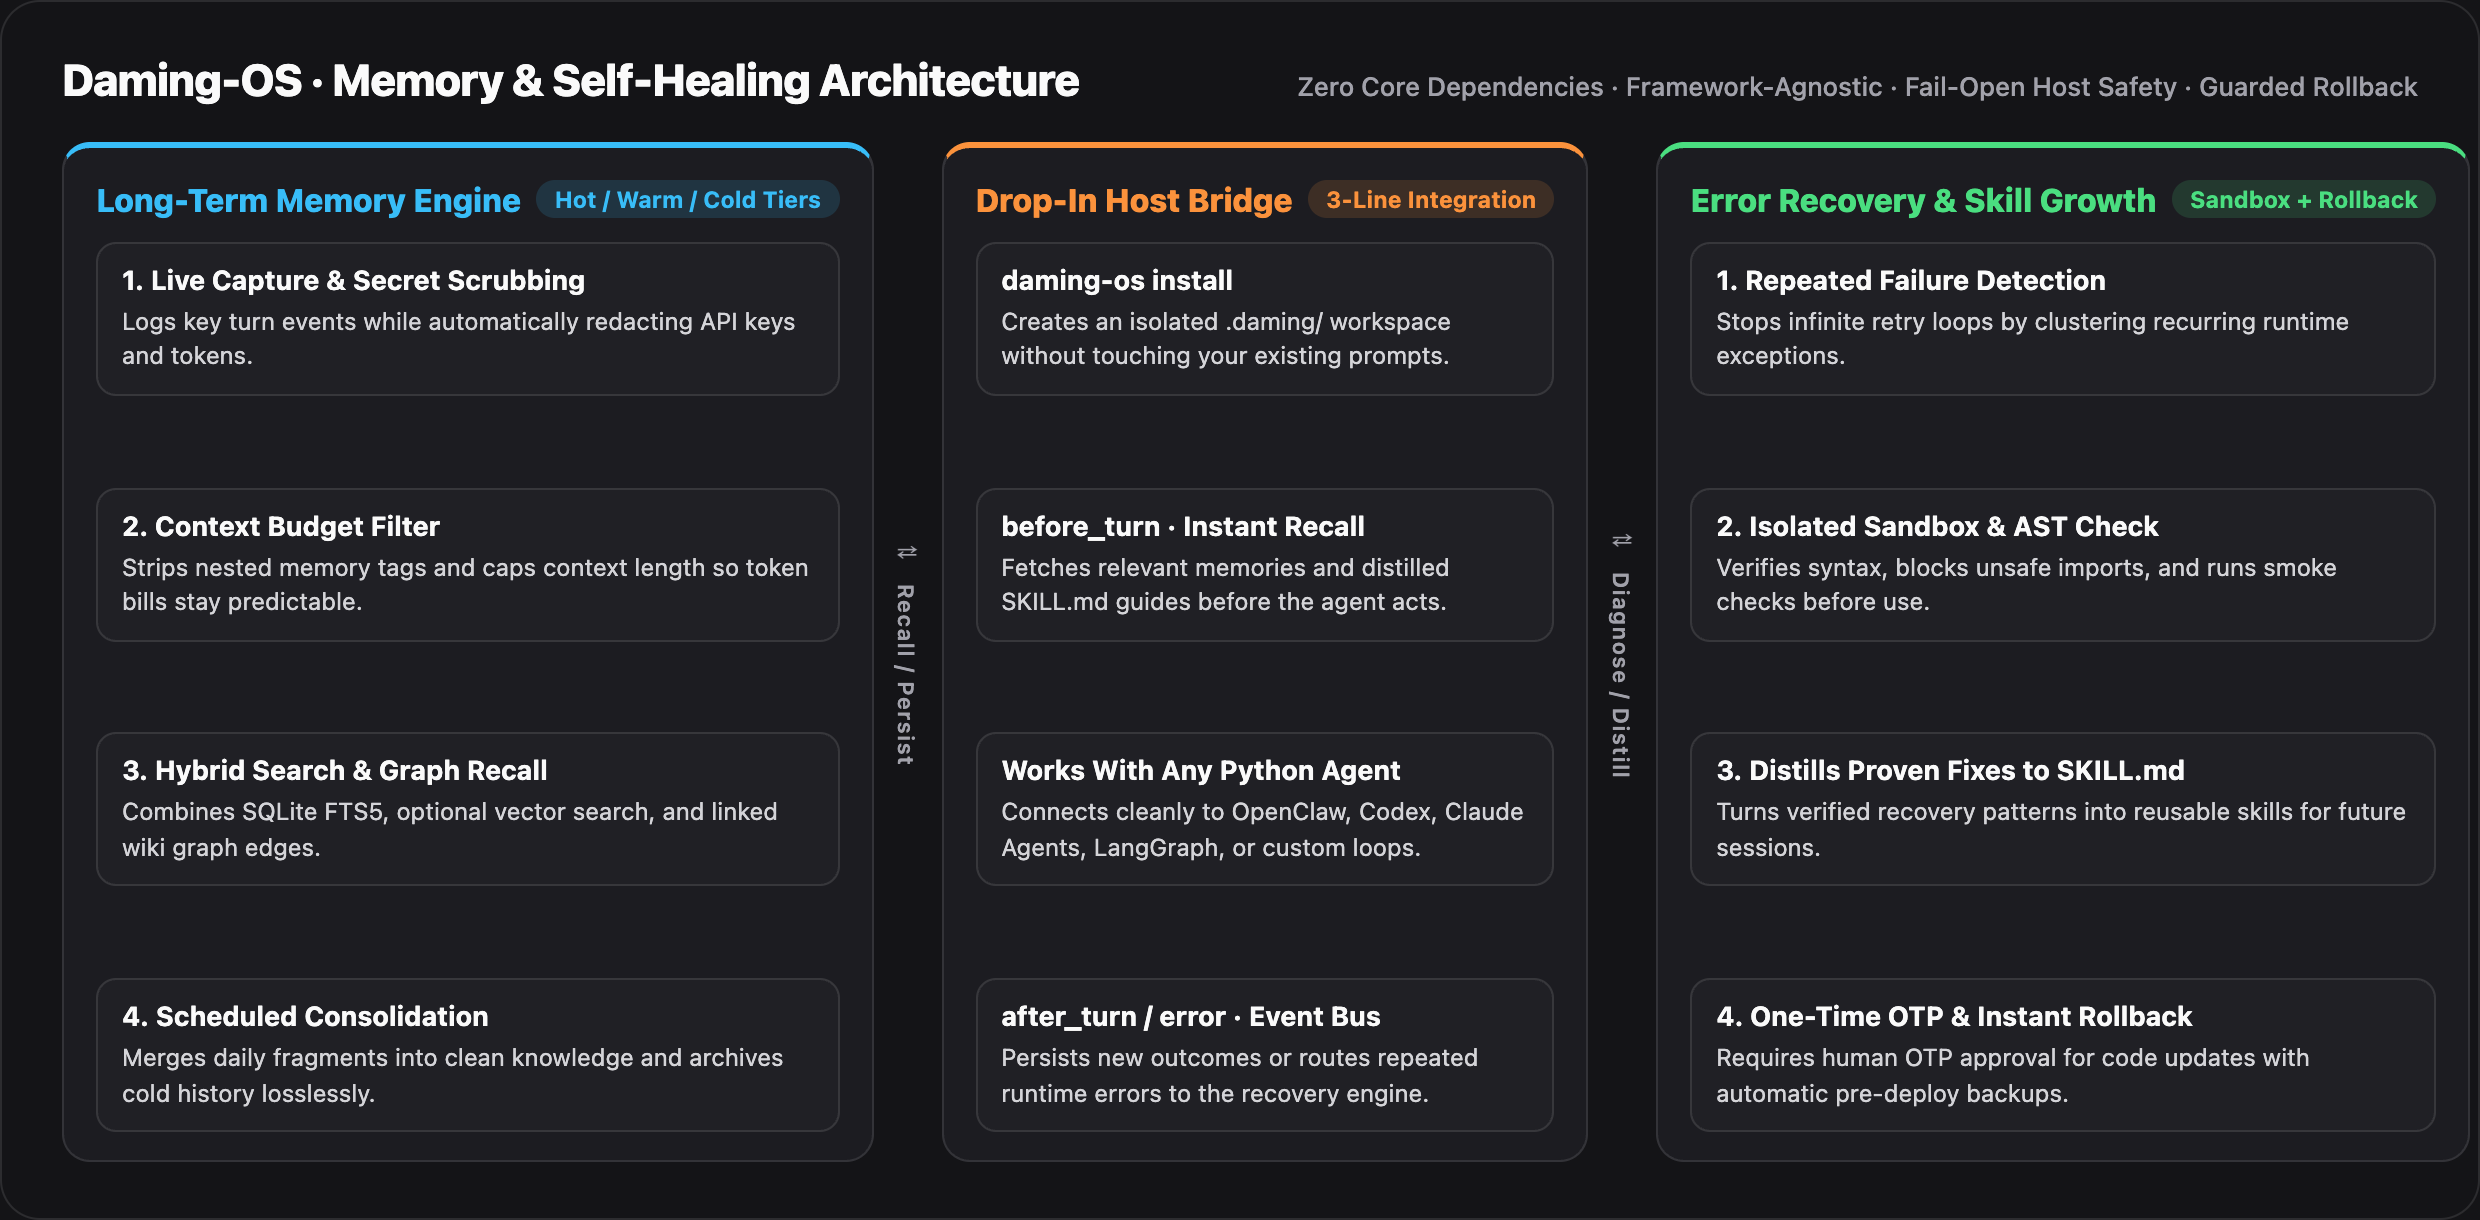 Daming-OS · Memory & Self-Healing Architecture
Zero Core Dependencies · Framework-Agnostic · Fail-Open Host Safety · Guarded Rollback
Long-Term Memory Engine
Hot / Warm / Cold Tiers
1. Live Capture & Secret Scrubbing
Logs key turn events while automatically redacting API keys
and tokens.
2. Context Budget Filter
Strips nested memory tags and caps context length so token
bills stay predictable.
3. Hybrid Search & Graph Recall
Combines SQLite FTS5, optional vector search, and linked
wiki graph edges.
4. Scheduled Consolidation
Merges daily fragments into clean knowledge and archives
cold history losslessly.
⇄ Recall / Persist
Drop-In Host Bridge
3-Line Integration
daming-os install
Creates an isolated .daming/ workspace
without touching your existing prompts.
before_turn · Instant Recall
Fetches relevant memories and distilled
SKILL.md guides before the agent acts.
Works With Any Python Agent
Connects cleanly to OpenClaw, Codex, Claude
Agents, LangGraph, or custom loops.
after_turn / error · Event Bus
Persists new outcomes or routes repeated
runtime errors to the recovery engine.
⇄ Diagnose / Distill
Error Recovery & Skill Growth
Sandbox + Rollback
1. Repeated Failure Detection
Stops infinite retry loops by clustering recurring runtime
exceptions.
2. Isolated Sandbox & AST Check
Verifies syntax, blocks unsafe imports, and runs smoke
checks before use.
3. Distills Proven Fixes to SKILL.md
Turns verified recovery patterns into reusable skills for future
sessions.
4. One-Time OTP & Instant Rollback
Requires human OTP approval for code updates with
automatic pre-deploy backups.